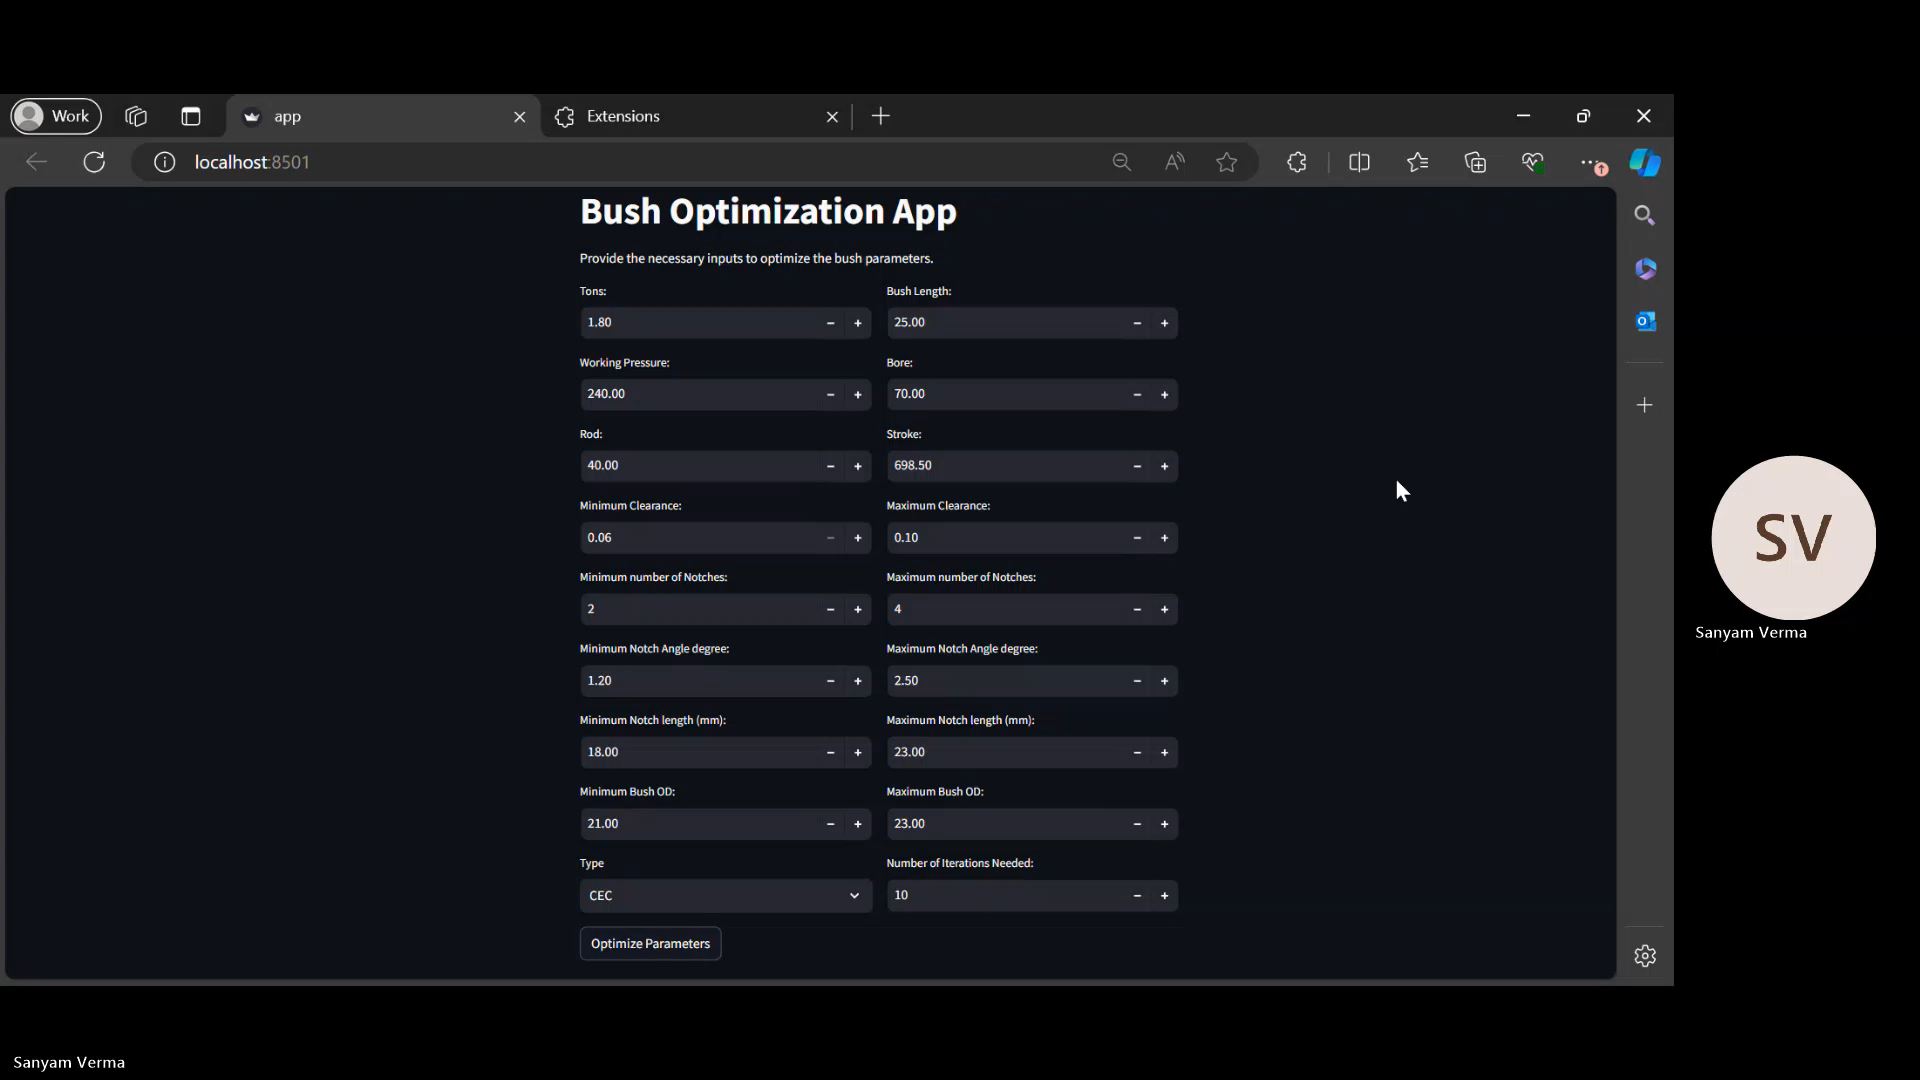 Work
app
Extensions
localhost:8501
Bush Optimization App
Provide the necessary inputs to optimize the bush parameters.
Tons:
Bush Length:
1.80
25.00
Working Pressure:
Bore:
240.00
70.00
Rod:
Stroke:
40.00
698.50
Minimum Clearance:
Maximum Clearance:
0.06
0.10
Minimum number of Notches:
Maximum number of Notches:
2
4
Minimum Notch Angle degree:
Maximum Notch Angle degree:
1.20
2.50
Minimum Notch length (mm):
Maximum Notch length (mm):
18.00
23.00
Minimum Bush OD:
Maximum Bush OD:
21.00
23.00
Type
Number of Iterations Needed:
CEC
10
Optimize Parameters
SV
Sanyam Verma
Sanyam Verma